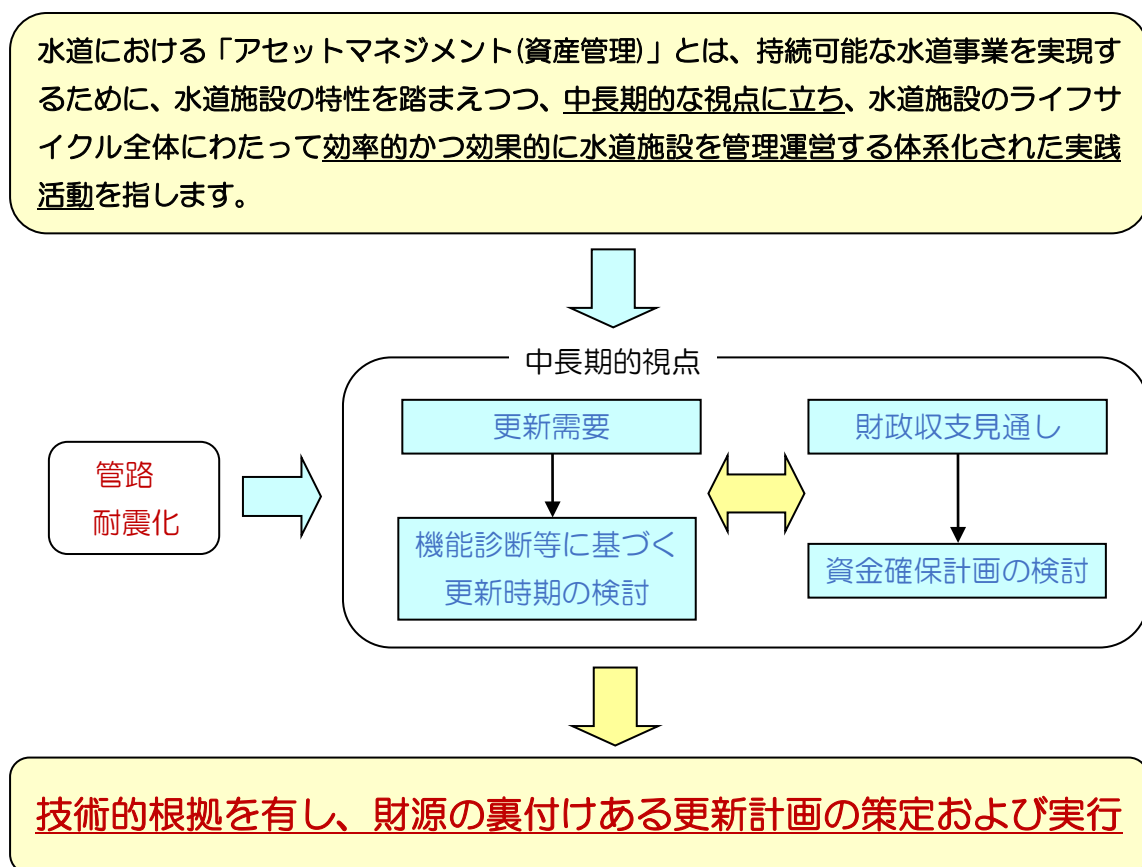 水道における「アセットマネジメント(資産管理)」とは、持続可能な水道事業を実現す
るために、水道施設の特性を踏まえつつ、中長期的な視点に立ち、水道施設のライフサ
イクル全体にわたって効率的かつ効果的に水道施設を管理運営する体系化された実践
活動を指します。
中長期的視点
管路
耐震化
更新需要
機能診断等に基づく
更新時期の検討
財政収支見通し
資金確保計画の検討
技術的根拠を有し、財源の裏付けある更新計画の策定および実行